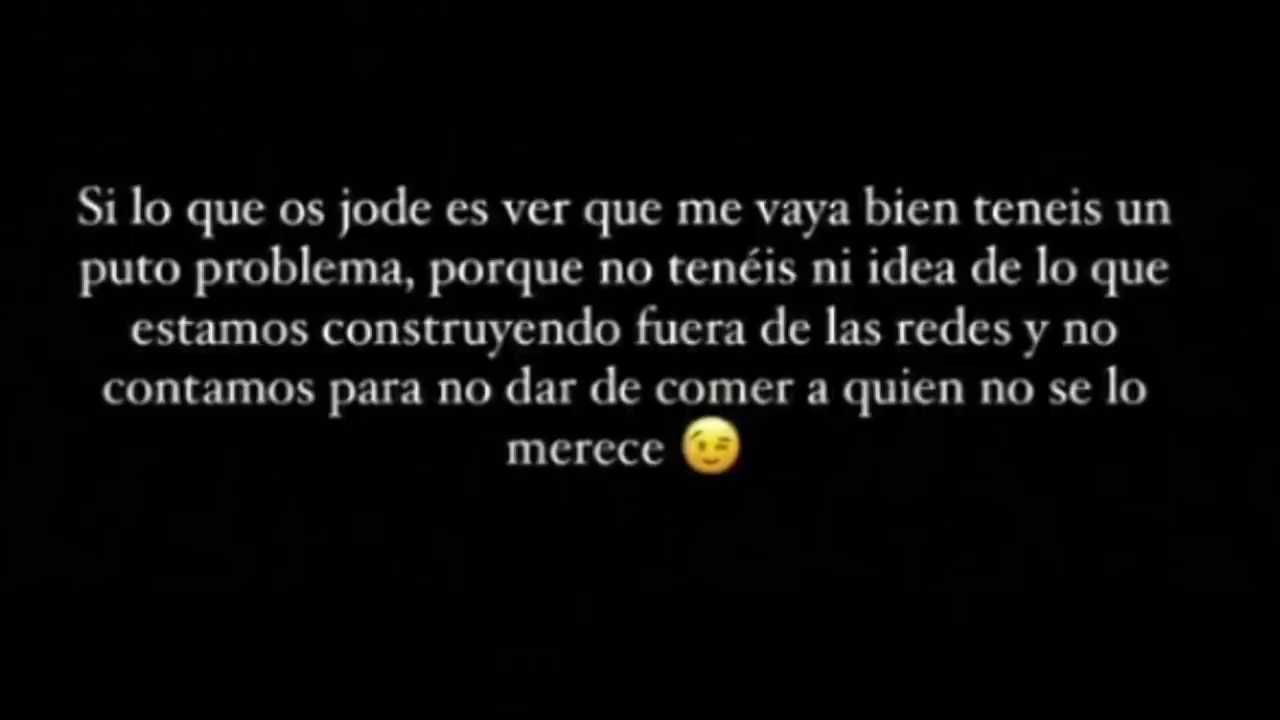 Si lo que os jode es ver que me vaya bien teneis un
puto problema, porque no tenéis ni idea de lo que
estamos construyendo fuera de las redes y no
contamos para no dar de comer a quien no se lo
merece 😉